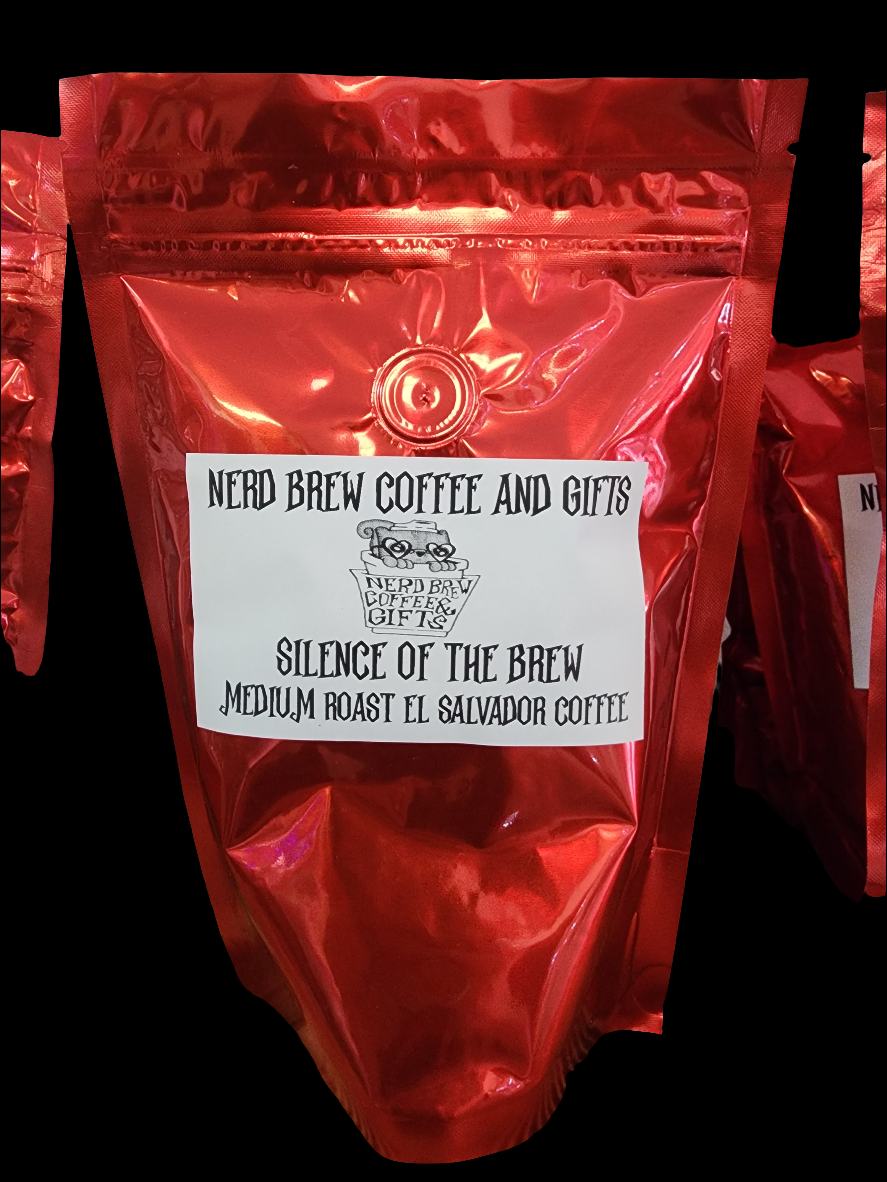 NERD BREW COFFEE AND GIFTS
NERD BREW
COFFEE&
GIFTS
SILENCE OF THE BREW
MEDIUM ROAST EL SALVADOR COFFEE